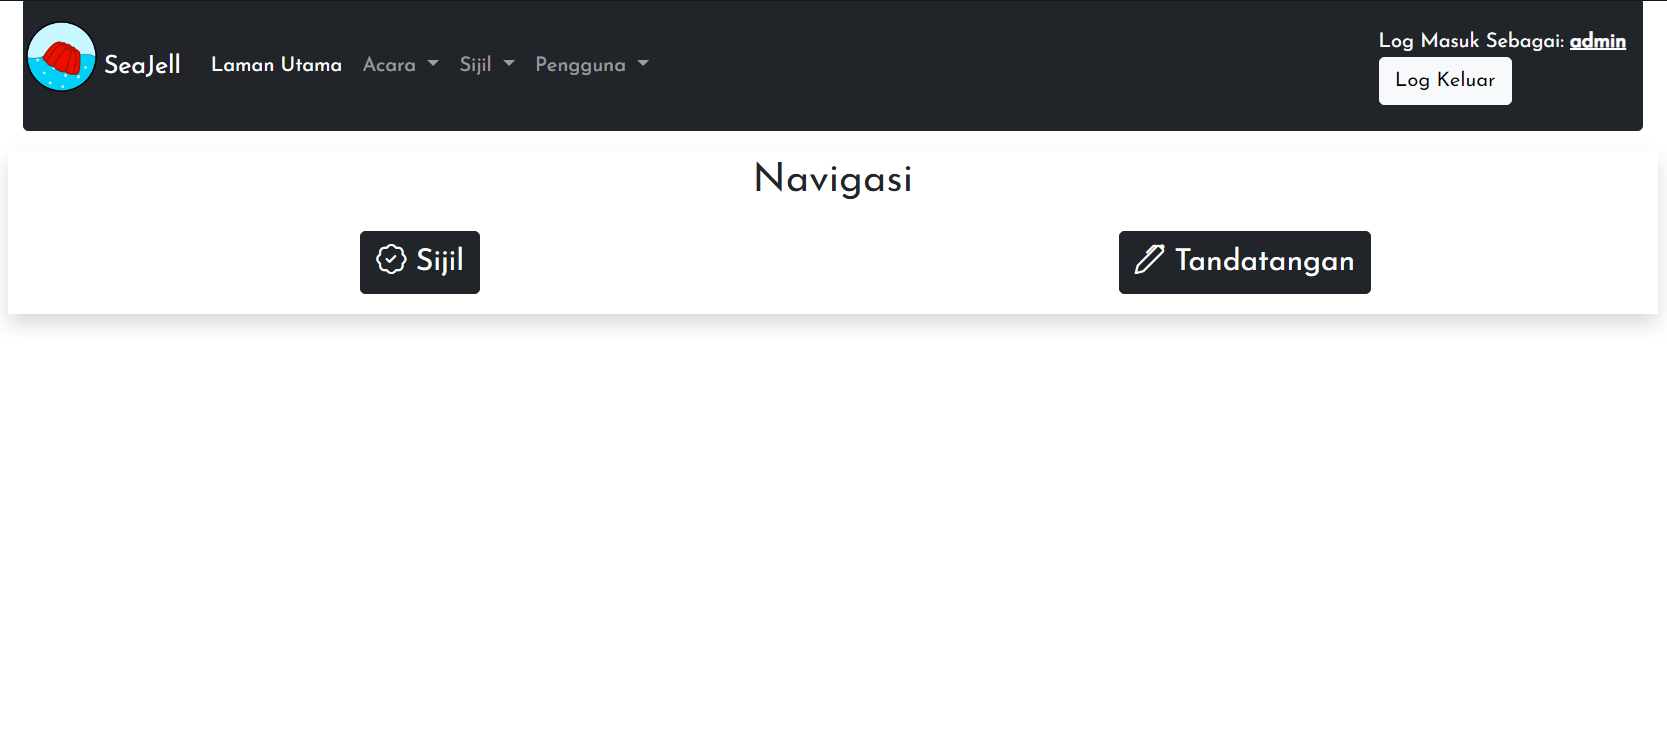 SeaJell
Laman Utama
Acara
Sijil
Pengguna
Log Masuk Sebagai: admin
Log Keluar
Navigasi
Sijil
Tandatangan